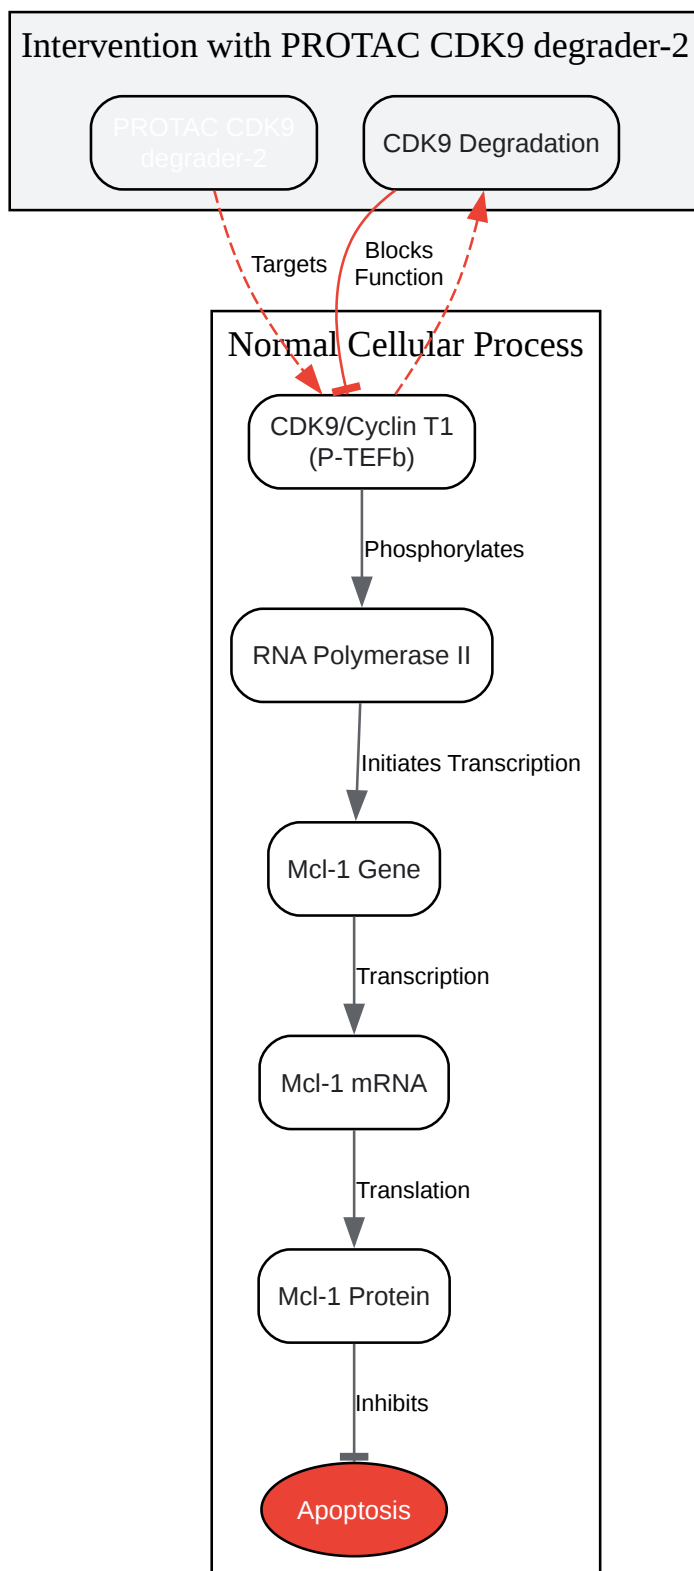 Intervention with PROTAC CDK9 degrader-2
PROTAC CDK9
degrader-2
CDK9 Degradation
Targets
Blocks
Function
Normal Cellular Process
CDK9/Cyclin T1
(P-TEFb)
Phosphorylates
RNA Polymerase II
Initiates Transcription
Mcl-1 Gene
Transcription
Mcl-1 mRNA
Translation
Mcl-1 Protein
Inhibits
Apoptosis